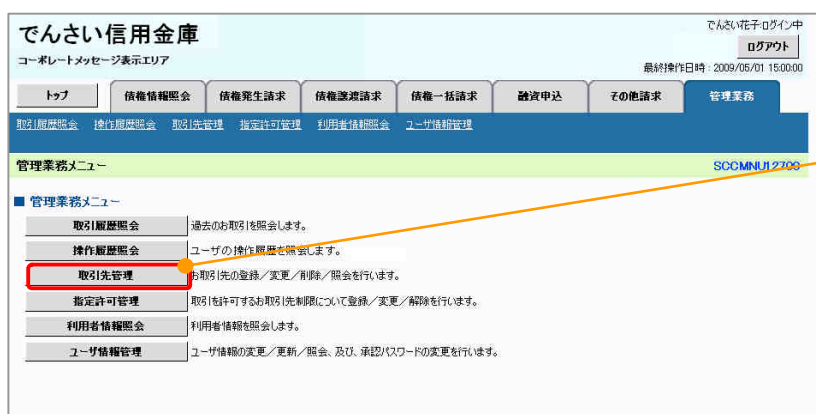 でんさい信用金庫
コーポレートメッセージ表示エリア
でんさい花子:ログイン中
ログアウト
最終操作日時：2009/05/01 15:00:00
トップ 債権情報照会 債権発生請求 債権譲渡請求 債権一括請求 融資申込 その他請求 管理業務
取引履歴照会 操作履歴照会 取引先管理 指定許可管理 利用者情報照会 ユーザ情報管理
管理業務メニュー SCCMNU12700
■ 管理業務メニュー
取引履歴照会 過去のお取引を照会します。
操作履歴照会 ユーザの操作履歴を照会します。
取引先管理 お取引先の登録／変更／削除／照会を行います。
指定許可管理 取引を許可するお取引先制限について登録／変更／解除を行います。
利用者情報照会 利用者情報を照会します。
ユーザ情報管理 ユーザ情報の変更／更新／照会、及び、承認パスワードの変更を行います。